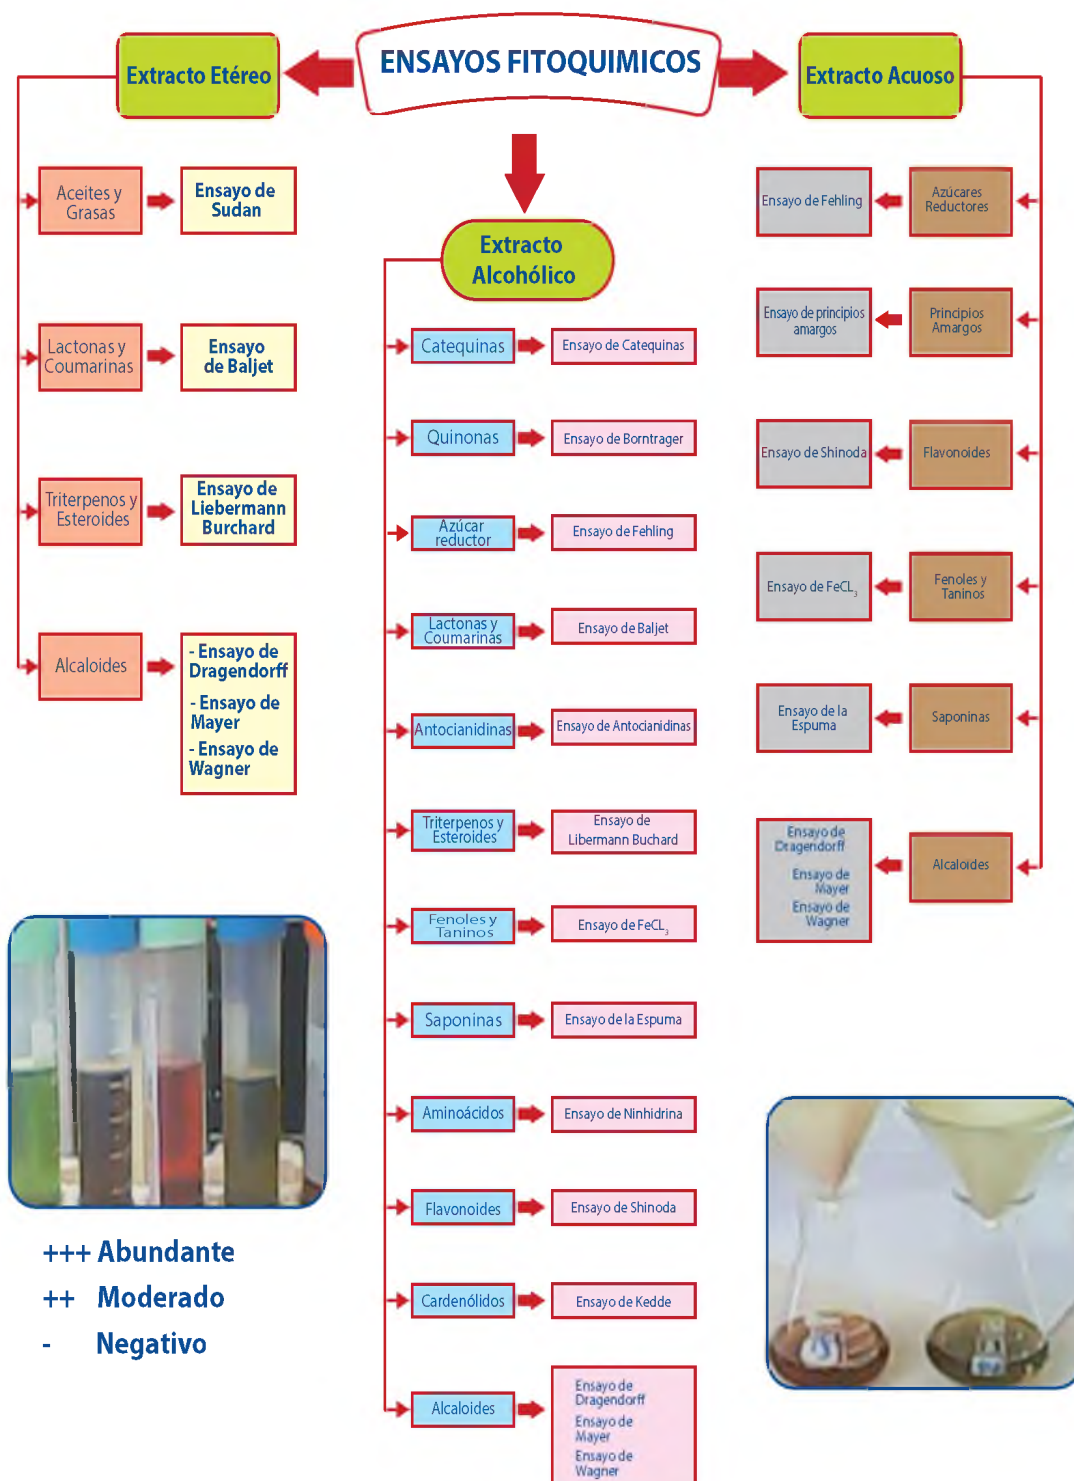 ENSAYOS FITOQUIMICOS
Extracto Etéreo
Aceites y
Grasas
Ensayo de
Sudan
Lactonas y
Coumarinas
Ensayo
de Baljet
Triterpenos y
Esteroides
Ensayo de
Liebermann
Burchard
Alcaloides
- Ensayo de
Dragendorff
- Ensayo de
Mayer
- Ensayo de
Wagner
Extracto
Alcohólico
Catequinas
Ensayo de Catequinas
Quinonas
Ensayo de Borntrager
Azúcar
reductor
Ensayo de Fehling
Lactonas y
Coumarinas
Ensayo de Baljet
Antocianidinas
Ensayo de Antocianidinas
Triterpenos y
Esteroides
Ensayo de
Libermann Buchard
Fenoles y
Taninos
Ensayo de FeCL₃
Saponinas
Ensayo de la Espuma
Aminoácidos
Ensayo de Ninhidrina
Flavonoides
Ensayo de Shinoda
Cardenólidos
Ensayo de Kedde
Alcaloides
Ensayo de
Dragendorff
Ensayo de
Mayer
Ensayo de
Wagner
Extracto Acuoso
Azúcares
Reductores
Ensayo de Fehling
Principios
Amargos
Ensayo de principios
amargos
Flavonoides
Ensayo de Shinoda
Fenoles y
Taninos
Ensayo de FeCL₃
Saponinas
Ensayo de la
Espuma
Alcaloides
Ensayo de
Dragendorff
Ensayo de
Mayer
Ensayo de
Wagner
+++ Abundante
++ Moderado
- Negativo